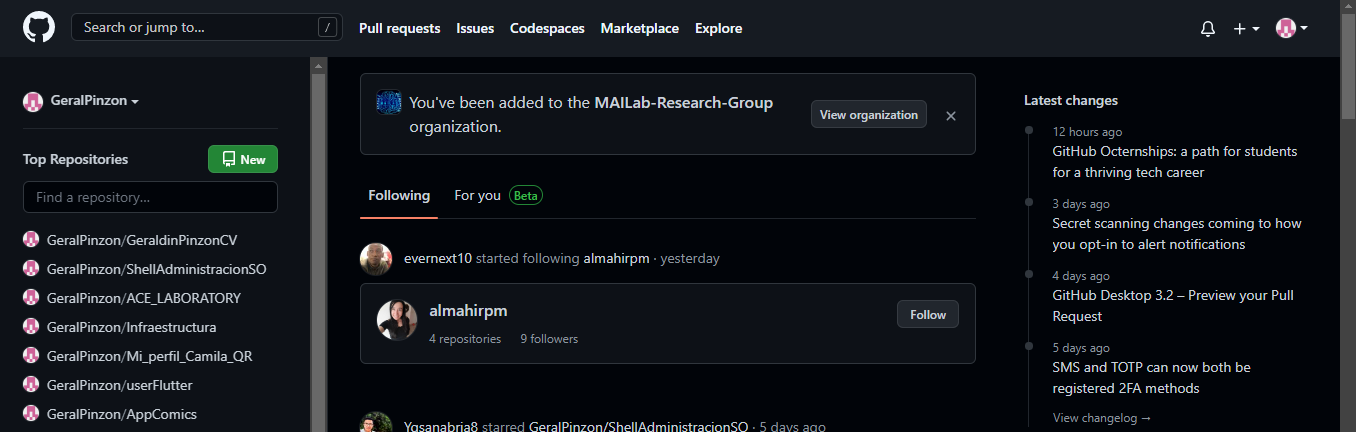 Search or jump to...
/
Pull requests
Issues
Codespaces
Marketplace
Explore
GeralPinzon
Top Repositories
New
Find a repository...
GeralPinzon/GeraldinPinzonCV
GeralPinzon/ShellAdministracionSO
GeralPinzon/ACE_LABORATORY
GeralPinzon/Infraestructura
GeralPinzon/Mi_perfil_Camila_QR
GeralPinzon/userFlutter
GeralPinzon/AppComics
You've been added to the MAILab-Research-Group
organization.
View organization
Following
For you
Beta
evernext10 started following almahirpm · yesterday
almahirpm
4 repositories
9 followers
Follow
Yqsanabria8 starred GeralPinzon/ShellAdministracionSO · 5 days ago
Latest changes
12 hours ago
GitHub Octernships: a path for students
for a thriving tech career
3 days ago
Secret scanning changes coming to how
you opt-in to alert notifications
4 days ago
GitHub Desktop 3.2 – Preview your Pull
Request
5 days ago
SMS and TOTP can now both be
registered 2FA methods
View changelog →